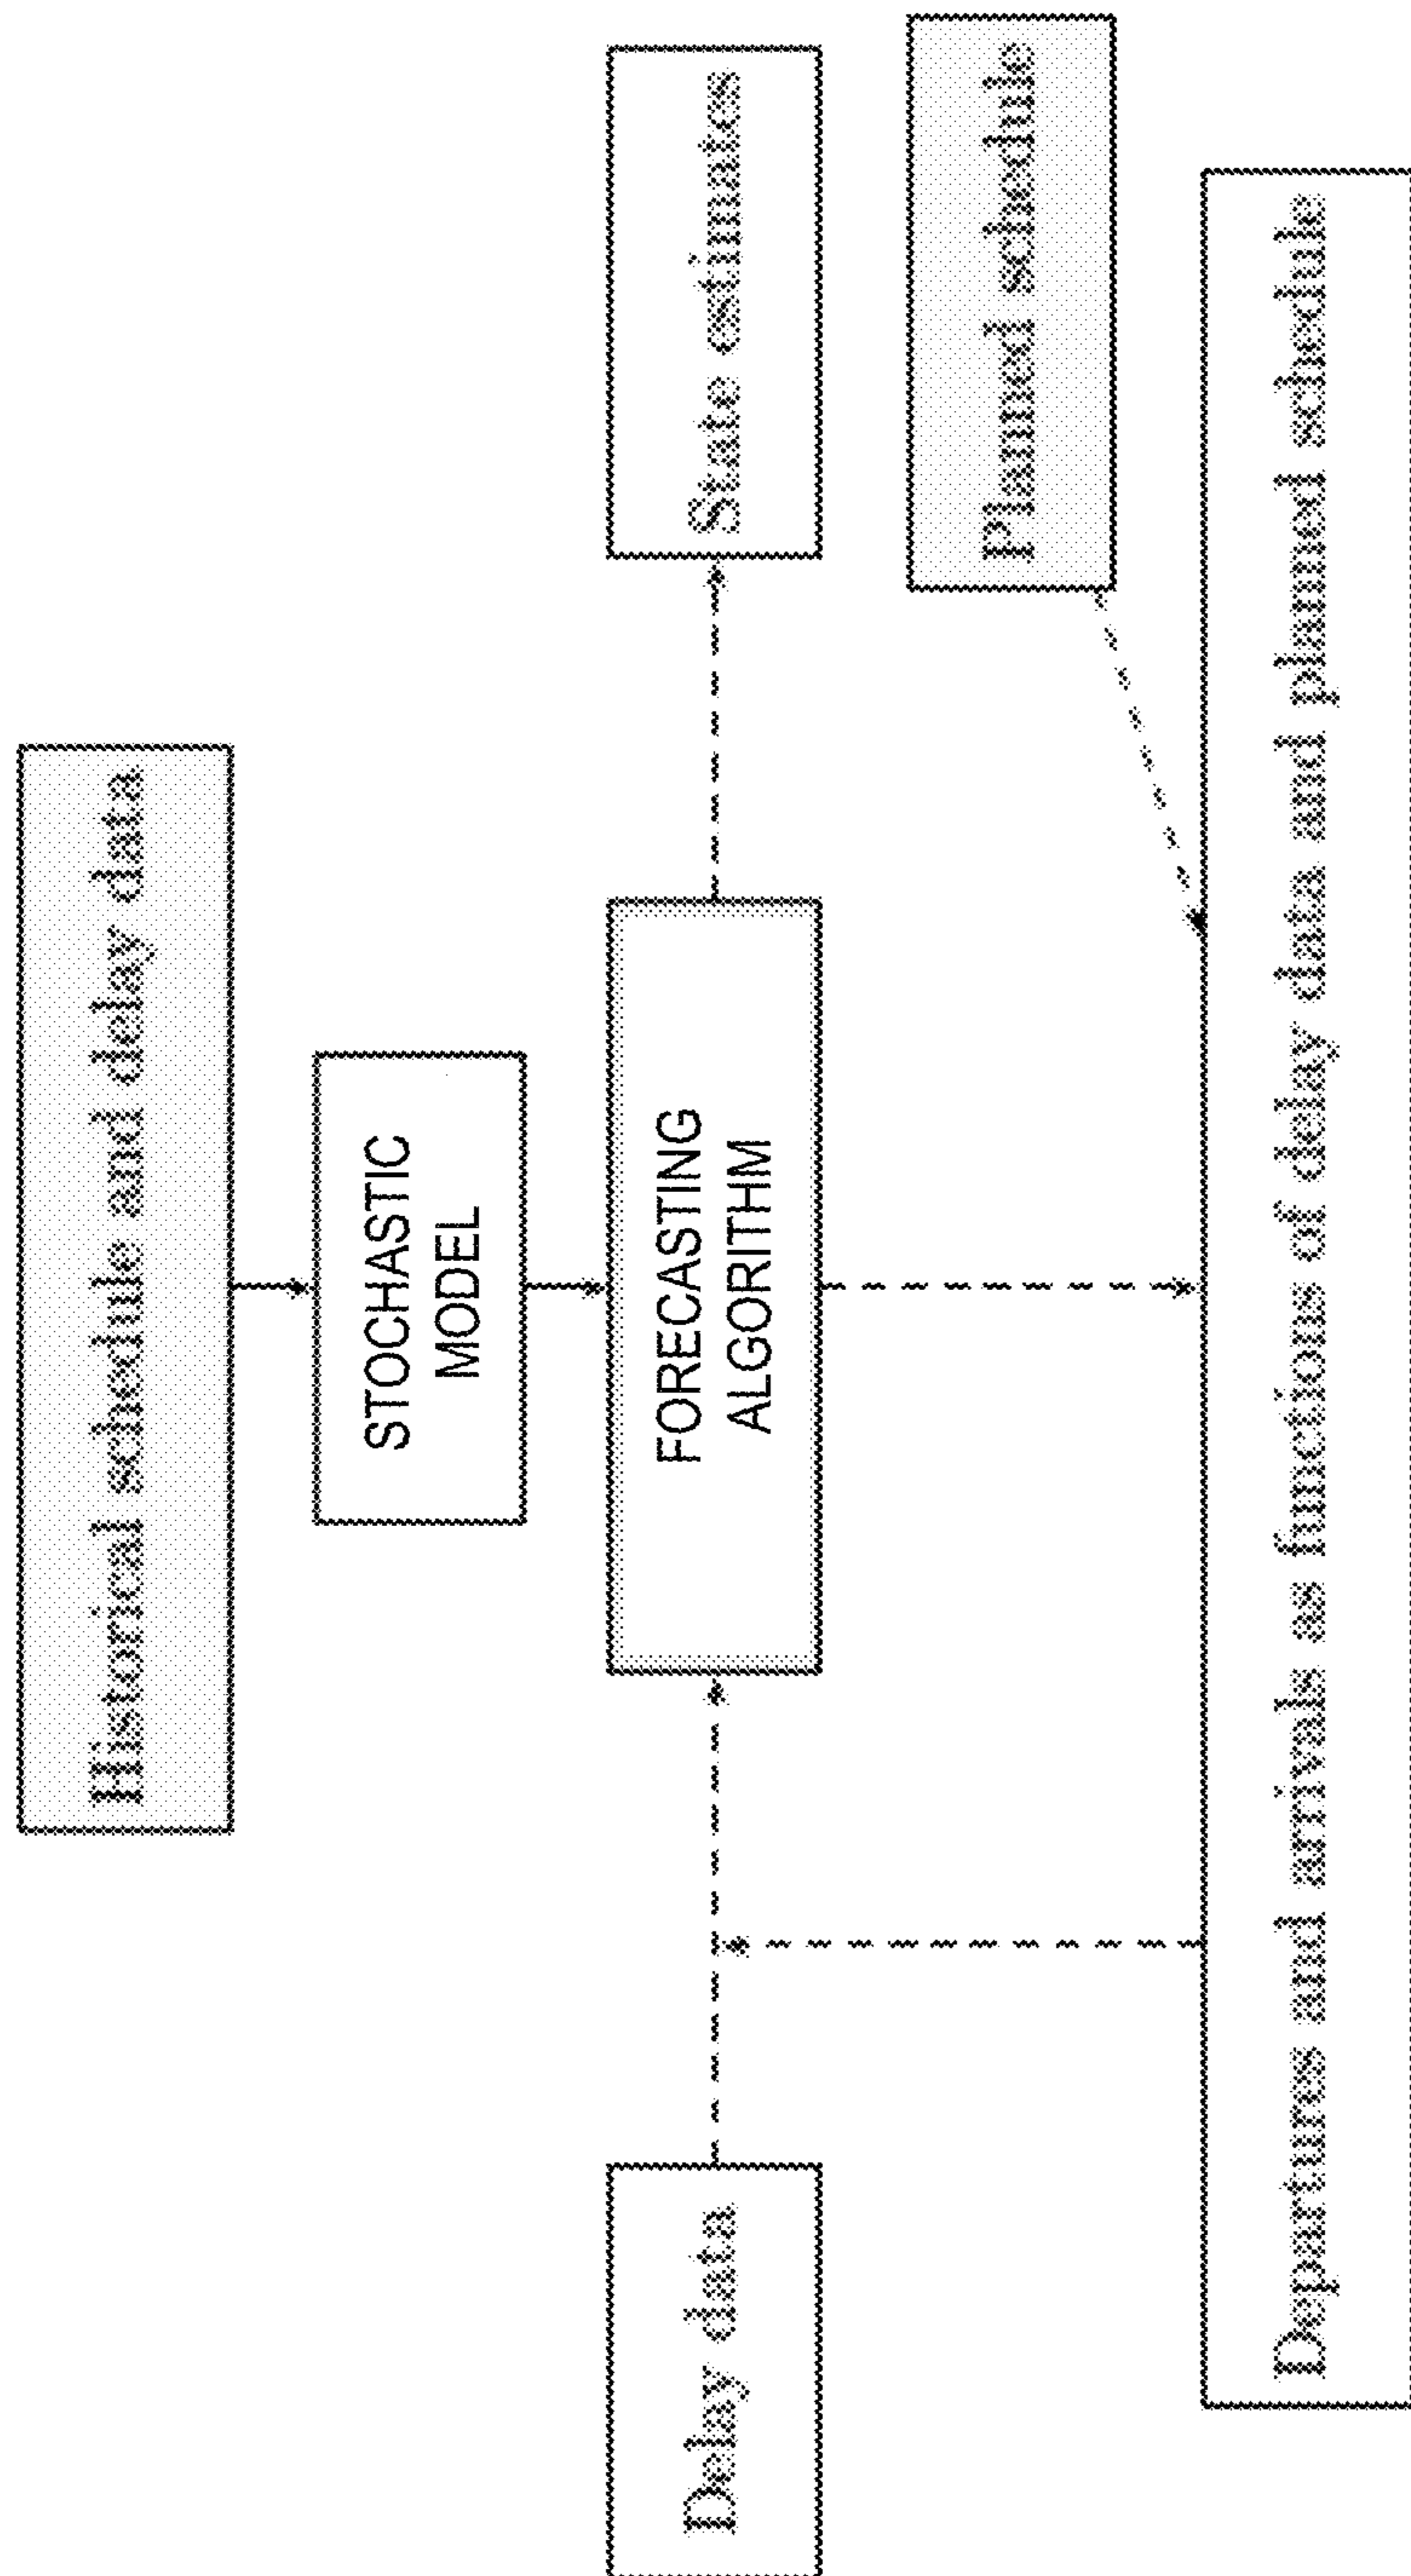 Historical schedule and delay data
STOCHASTIC
MODEL
Delay data
FORECASTING
ALGORITHM
State estimates
Planned schedule
Departures and arrivals as functions of delay data and planned schedule